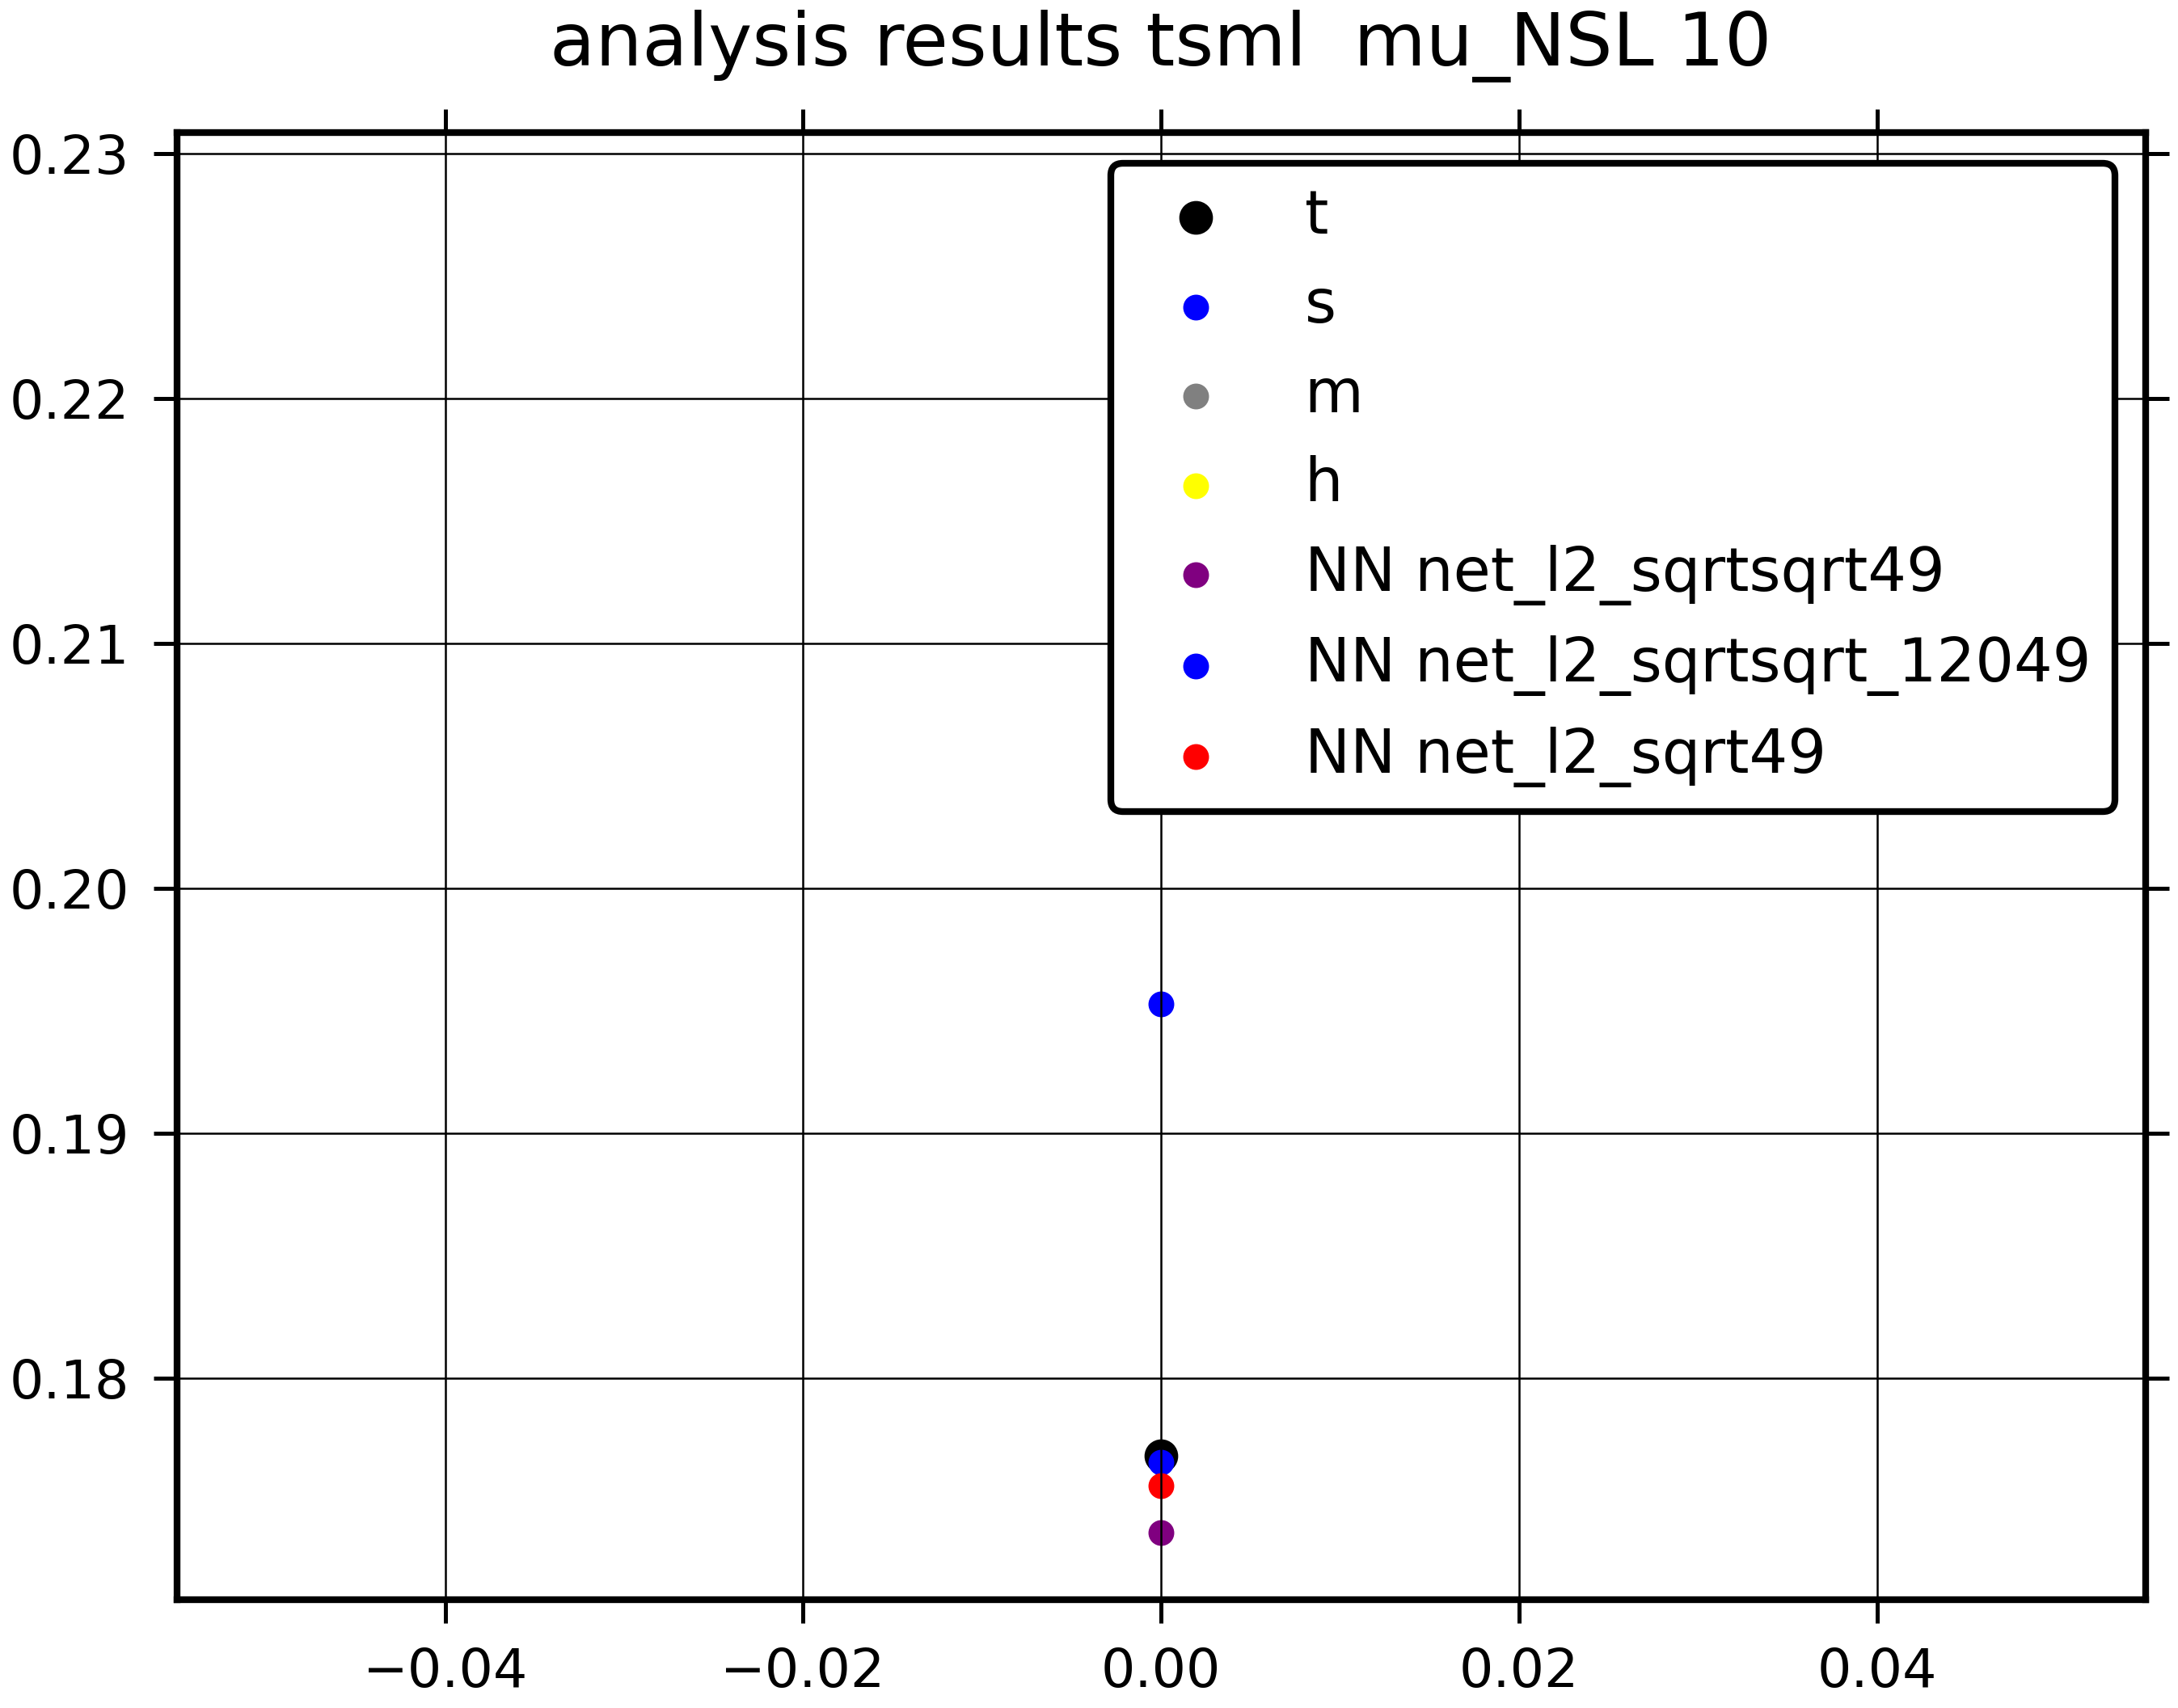 analysis results tsml  mu_NSL 10
0.23
0.22
0.21
0.20
0.19
0.18
t
s
m
h
NN net_l2_sqrtsqrt49
NN net_l2_sqrtsqrt_12049
NN net_l2_sqrt49
−0.04 −0.02 0.00 0.02 0.04